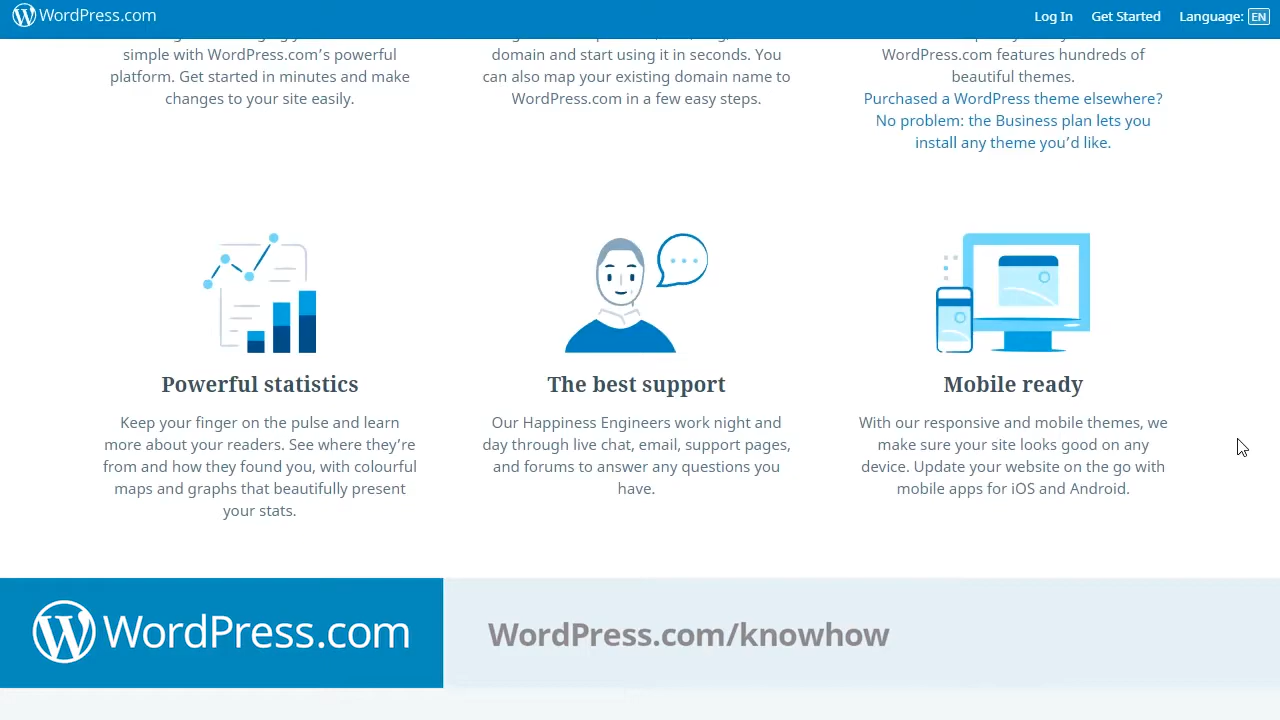 WordPress.com
Log In Get Started Language: EN
simple with WordPress.com's powerful
platform. Get started in minutes and make
changes to your site easily.
domain and start using it in seconds. You
can also map your existing domain name to
WordPress.com in a few easy steps.
WordPress.com features hundreds of
beautiful themes.
Purchased a WordPress theme elsewhere?
No problem: the Business plan lets you
install any theme you'd like.
Powerful statistics
Keep your finger on the pulse and learn
more about your readers. See where they're
from and how they found you, with colourful
maps and graphs that beautifully present
your stats.
The best support
Our Happiness Engineers work night and
day through live chat, email, support pages,
and forums to answer any questions you
have.
Mobile ready
With our responsive and mobile themes, we
make sure your site looks good on any
device. Update your website on the go with
mobile apps for iOS and Android.
WordPress.com
WordPress.com/knowhow